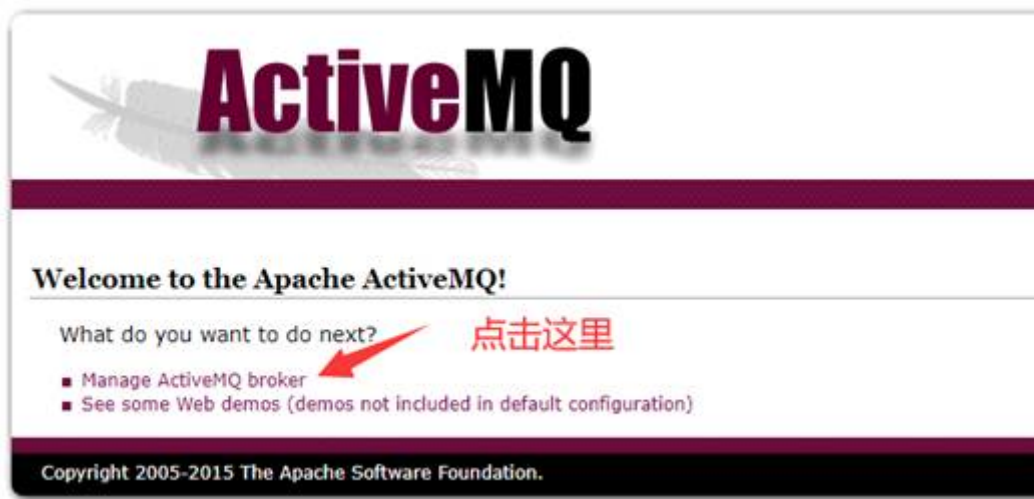 ActiveMQ
Welcome to the Apache ActiveMQ!
What do you want to do next?
点击这里
Manage ActiveMQ broker
See some Web demos (demos not included in default configuration)
Copyright 2005-2015 The Apache Software Foundation.